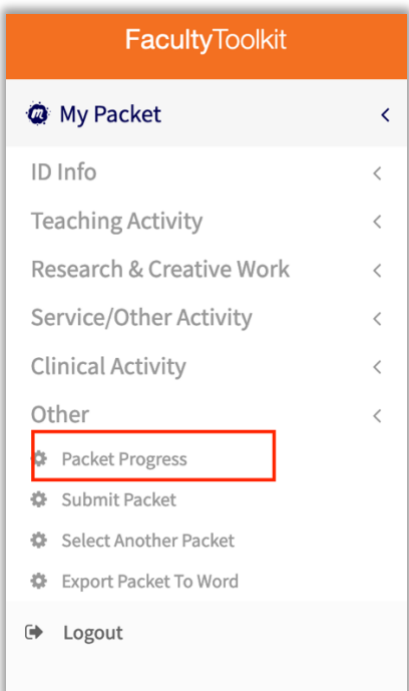 FacultyToolkit
My Packet
ID Info
Teaching Activity
Research & Creative Work
Service/Other Activity
Clinical Activity
Other
Packet Progress
Submit Packet
Select Another Packet
Export Packet To Word
Logout